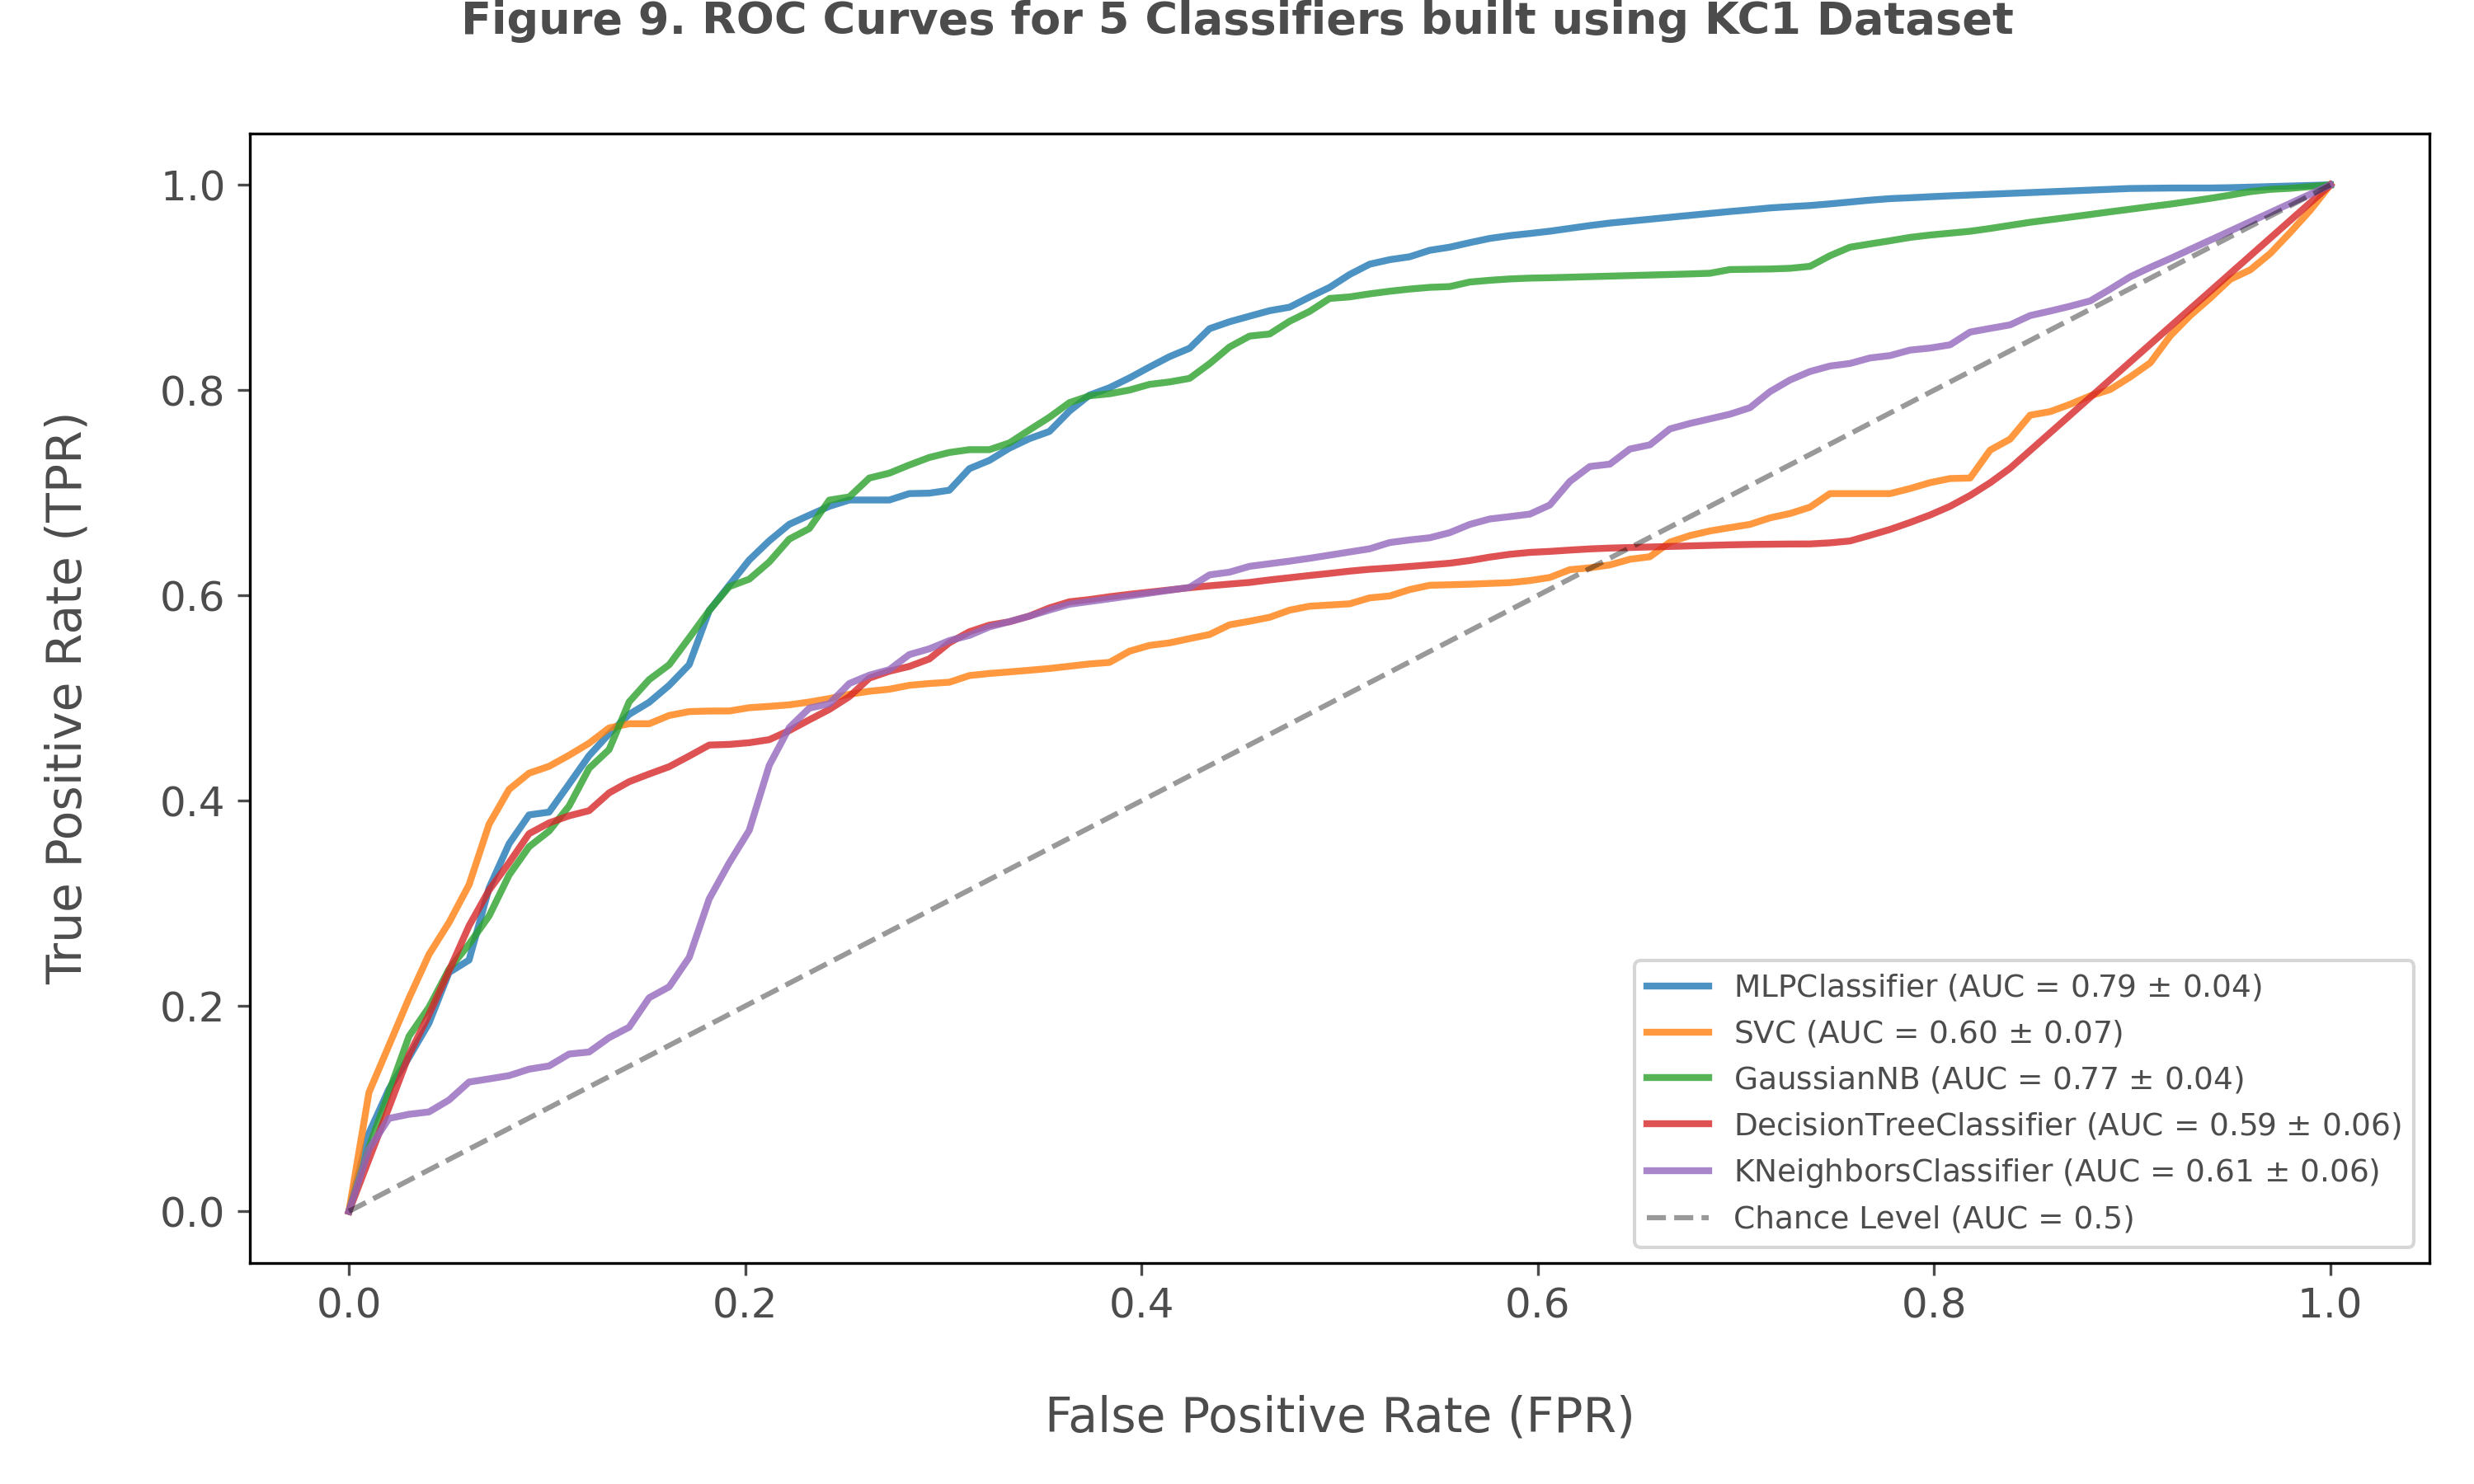 Figure 9. ROC Curves for 5 Classifiers built using KC1 Dataset
True Positive Rate (TPR)
1.0
0.8
0.6
0.4
0.2
0.0
0.0 0.2 0.4 0.6 0.8 1.0
False Positive Rate (FPR)
MLPClassifier (AUC = 0.79 ± 0.04)
SVC (AUC = 0.60 ± 0.07)
GaussianNB (AUC = 0.77 ± 0.04)
DecisionTreeClassifier (AUC = 0.59 ± 0.06)
KNeighborsClassifier (AUC = 0.61 ± 0.06)
Chance Level (AUC = 0.5)